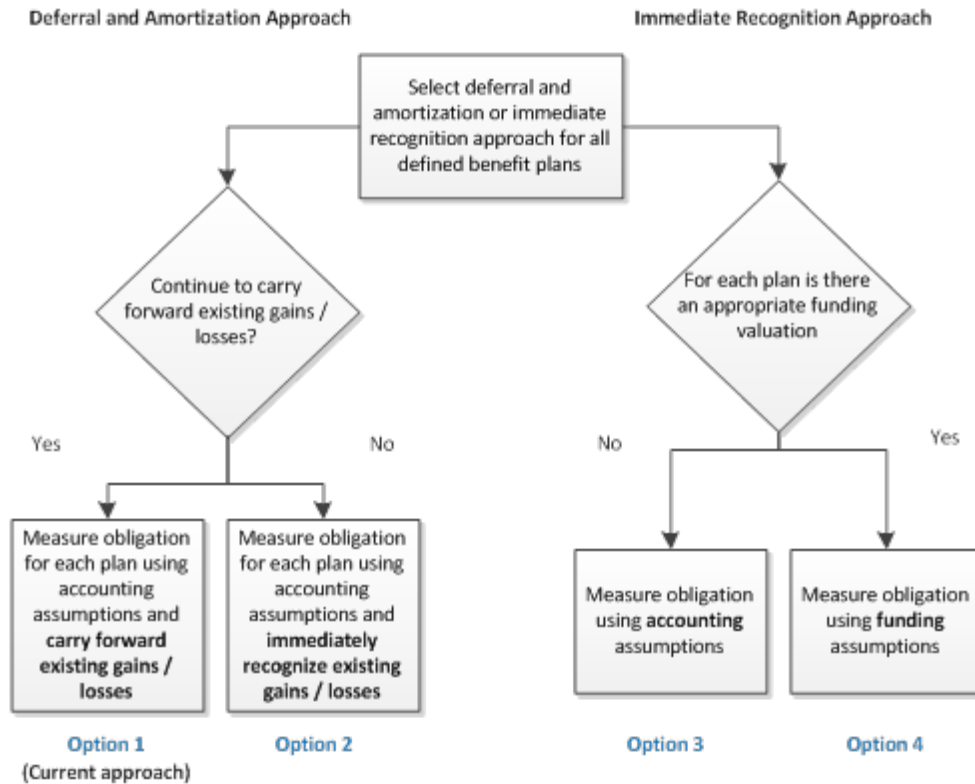 Deferral and Amortization Approach
Immediate Recognition Approach
Select deferral and
amortization or immediate
recognition approach for all
defined benefit plans
Continue to carry
forward existing gains /
losses?
For each plan is there
an appropriate funding
valuation
Yes
No
No
Yes
Measure obligation
for each plan using
accounting
assumptions and
carry forward
existing gains /
losses
Measure obligation
for each plan using
accounting
assumptions and
immediately
recognize existing
gains / losses
Measure obligation
using accounting
assumptions
Measure obligation
using funding
assumptions
Option 1
(Current approach)
Option 2
Option 3
Option 4